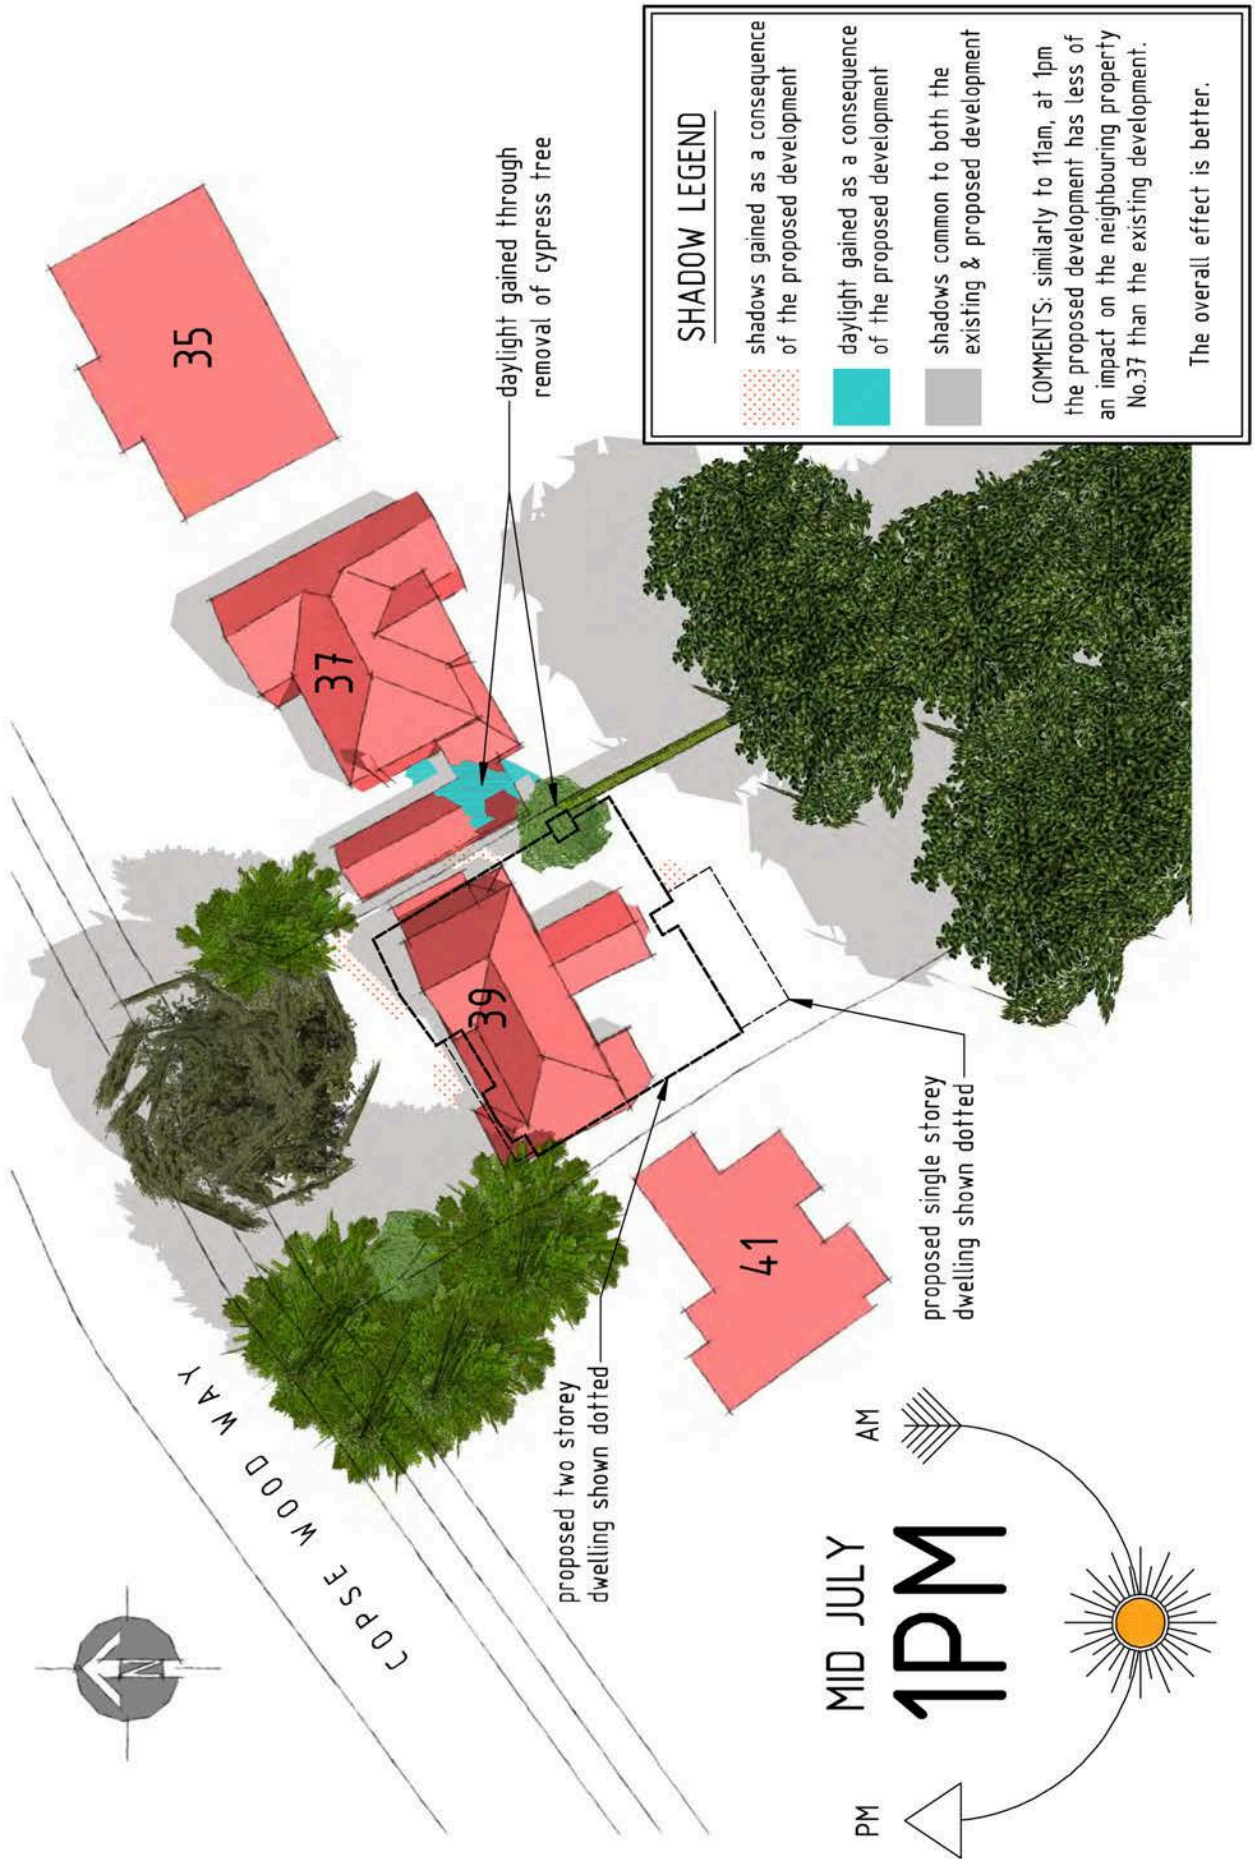 COPSE WOOD WAY
N
35
37
39
41
daylight gained through
removal of cypress tree
proposed two storey
dwelling shown dotted
proposed single storey
dwelling shown dotted
MID JULY
1PM
PM
AM
SHADOW LEGEND
shadows gained as a consequence
of the proposed development
daylight gained as a consequence
of the proposed development
shadows common to both the
existing & proposed development
COMMENTS: similarly to 11am, at 1pm
the proposed development has less of
an impact on the neighbouring property
No.37 than the existing development.
The overall effect is better.